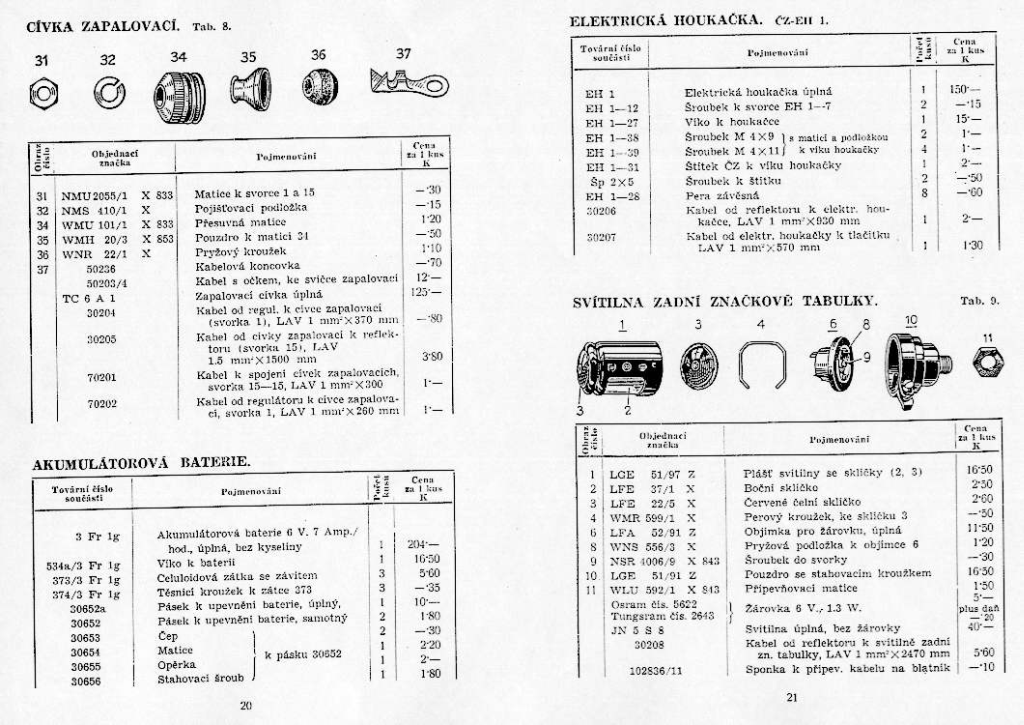 CÍVKA ZAPALOVACÍ. Tab. 8.
31 32 34 35 36 37
Obraz číslo Objednací značka Pojmenování Cena za 1 kus K
31 NMU 2055/1 X 833 Matice k svorce 1 a 15 —·30
32 NMS 410/1 X Pojišťovací podložka —·15
34 WMU 101/1 X 833 Přesuvná matice 1·20
35 WMH 20/3 X 853 Pouzdro k matici 34 —·50
36 WNR 22/1 X Pryžový kroužek 1·10
37 50236 Kabelová koncovka —·70
50203/4 Kabel s očkem, ke svíčce zapalovací 12·—
TC 6 A 1 Zapalovací cívka úplná 125·—
30204 Kabel od regul. k cívce zapalovací
(svorka 1), LAV 1 mm²×370 mm —·80
30205 Kabel od cívky zapalovací k reflek-
toru (svorka 15), LAV
1.5 mm²×1500 mm 3·80
70201 Kabel k spojení cívek zapalovacích,
svorka 15—15, LAV 1 mm²×300 1·—
70202 Kabel od regulátoru k cívce zapalova-
cí, svorka 1, LAV 1 mm²×260 mm 1·—
AKUMULÁTOROVÁ BATERIE.
Tovární číslo součásti Pojmenování Počet kusů Cena za 1 kus K
3 Fr 1g Akumulátorová baterie 6 V. 7 Amp./
hod., úplná, bez kyseliny 1 204·—
534a/3 Fr 1g Víko k baterii 1 16·50
373/3 Fr 1g Celuloidová zátka se závitem 3 5·60
374/3 Fr 1g Těsnicí kroužek k zátce 373 3 —·35
30652a Pásek k upevnění baterie, úplný, 1 10·—
30652 Pásek k upevnění baterie, samotný 2 1·80
30653 Čep 2 —·30
30654 Matice 1 2·20
k pásku 30652
30655 Opěrka 1 2·—
30656 Stahovací šroub 1 1·80
20
ELEKTRICKÁ HOUKAČKA. ČZ-EH 1.
Tovární číslo součásti Pojmenování Počet kusů Cena za 1 kus K
EH 1 Elektrická houkačka úplná 1 150·—
EH 1—12 Šroubek k svorce EH 1—7 2 —·15
EH 1—27 Víko k houkačce 1 15·—
EH 1—38 Šroubek M 4×9 } s maticí a podložkou 2 1·—
EH 1—39 Šroubek M 4×11 } k víku houkačky 4 1·—
EH 1—31 Štítek ČZ k víku houkačky 1 2·—
Šp 2×5 Šroubek k štítku 2 —·50
EH 1—28 Pera závěsná 8 —·60
30206 Kabel od reflektoru k elektr. hou-
kačce, LAV 1 mm²×930 mm 1 2·—
30207 Kabel od elektr. houkačky k tlačítku
LAV 1 mm²×570 mm 1 1·30
SVÍTILNA ZADNÍ ZNAČKOVÉ TABULKY. Tab. 9.
1 3 4 6 8 10
11
9
3 2
Obraz číslo Objednací značka Pojmenování Cena za 1 kus K
1 LGE 51/97 Z Plášť svítilny se sklíčky (2, 3) 16·50
2 LFE 37/1 X Boční sklíčko 2·50
3 LFE 22/5 X Červené čelní sklíčko 2·60
4 WMR 599/1 X Perový kroužek, ke sklíčku 3 —·50
6 LFA 52/91 Z Objímka pro žárovku, úplná 11·50
8 WNS 556/3 X Pryžová podložka k objímce 6 1·20
9 NSR 4006/9 X 843 Šroubek do svorky —·30
10 LGE 51/91 Z Pouzdro se stahovacím kroužkem 16·50
11 WLU 592/1 X 843 Připevňovací matice 1·50
Osram čís. 5622 5·—
Žárovka 6 V., 1.3 W. plus daň
Tungsram čís. 2643 —·20
JN 5 S 8 Svítilna úplná, bez žárovky 40·—
30208 Kabel od reflektoru k svítilně zadní
zn. tabulky, LAV 1 mm²×2470 mm 5·60
102836/11 Sponka k připev. kabelu na blatník —·10
21